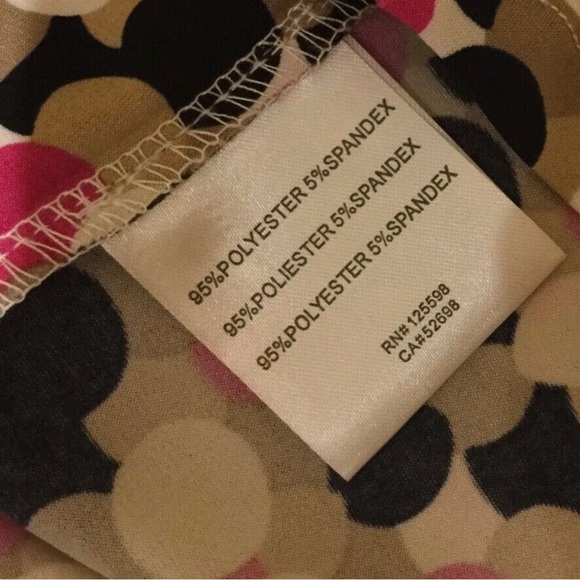 95%POLYESTER 5%SPANDEX
95%POLIESTER 5%SPANDEX
95%POLYESTER 5%SPANDEX
RN# 125598
CA#52698